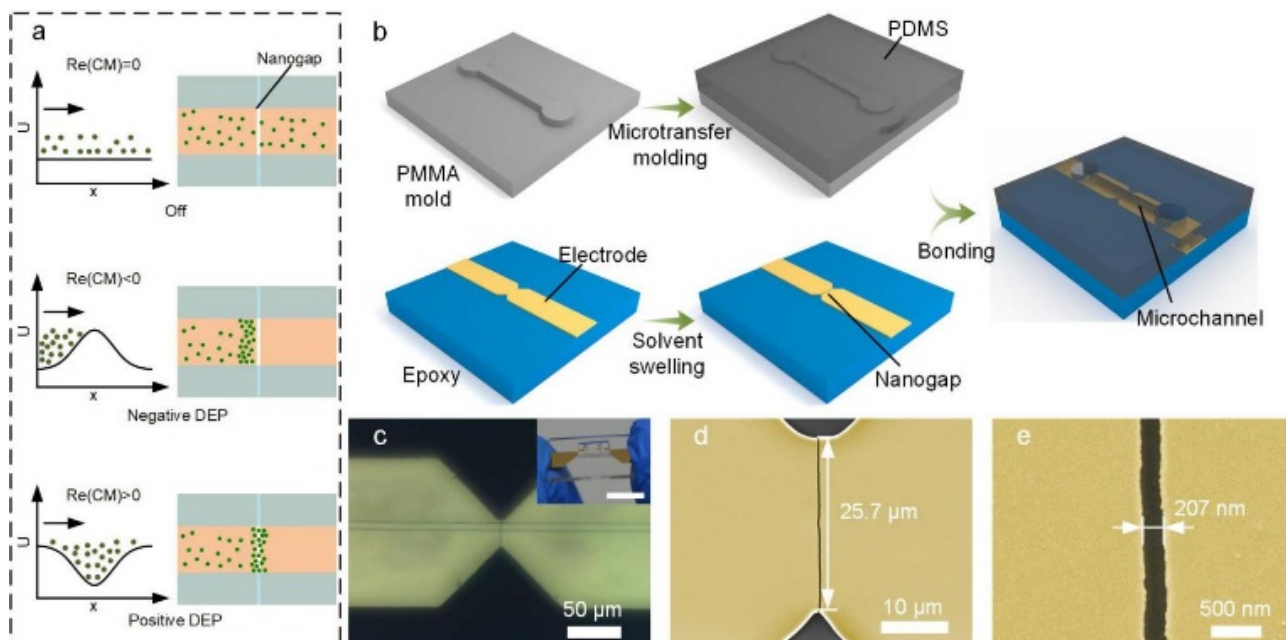 a
Re(CM)=0
Nanogap
U
x
Off
Re(CM)<0
U
x
Negative DEP
Re(CM)>0
U
x
Positive DEP
b
PDMS
Microtransfer
molding
PMMA
mold
Bonding
Electrode
Microchannel
Solvent
swelling
Epoxy
Nanogap
c
50 µm
d
25.7 µm
10 µm
e
207 nm
500 nm